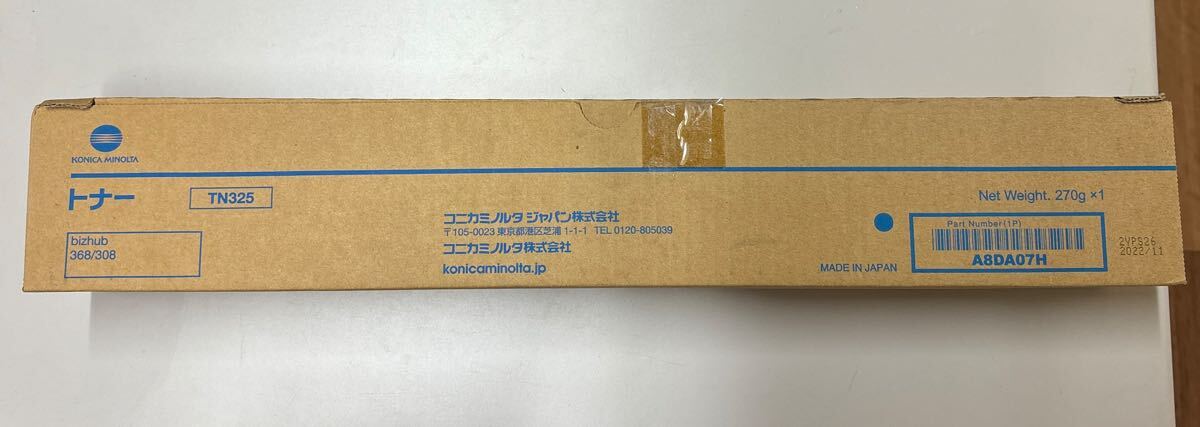 KONICA MINOLTA
トナー
TN325
bizhub
368/308
コニカミノルタ ジャパン株式会社
〒105-0023 東京都港区芝浦 1-1-1 TEL 0120-805039
コニカミノルタ株式会社
konicaminolta.jp
Net Weight. 270g ×1
MADE IN JAPAN
Part Number(1P)
A8DA07H
2VPS26
2022/11